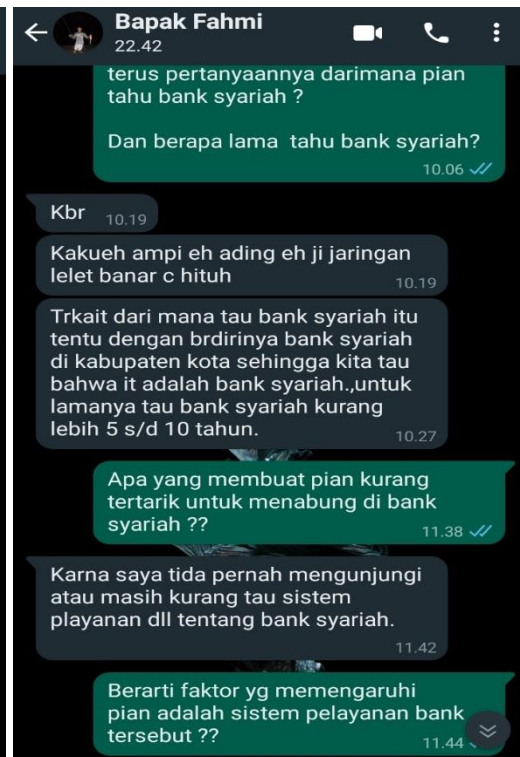 Bapak Fahmi
22.42
terus pertanyaannya darimana pian
tahu bank syariah ?
Dan berapa lama  tahu bank syariah?
10.06
Kbr
10.19
Kakueh ampi eh ading eh ji jaringan
lelet banar c hituh
10.19
Trkait dari mana tau bank syariah itu
tentu dengan brdirinya bank syariah
di kabupaten kota sehingga kita tau
bahwa it adalah bank syariah.,untuk
lamanya tau bank syariah kurang
lebih 5 s/d 10 tahun.
10.27
Apa yang membuat pian kurang
tertarik untuk menabung di bank
syariah ??
11.38
Karna saya tida pernah mengunjungi
atau masih kurang tau sistem
playanan dll tentang bank syariah.
11.42
Berarti faktor yg memengaruhi
pian adalah sistem pelayanan bank
tersebut ??
11.44